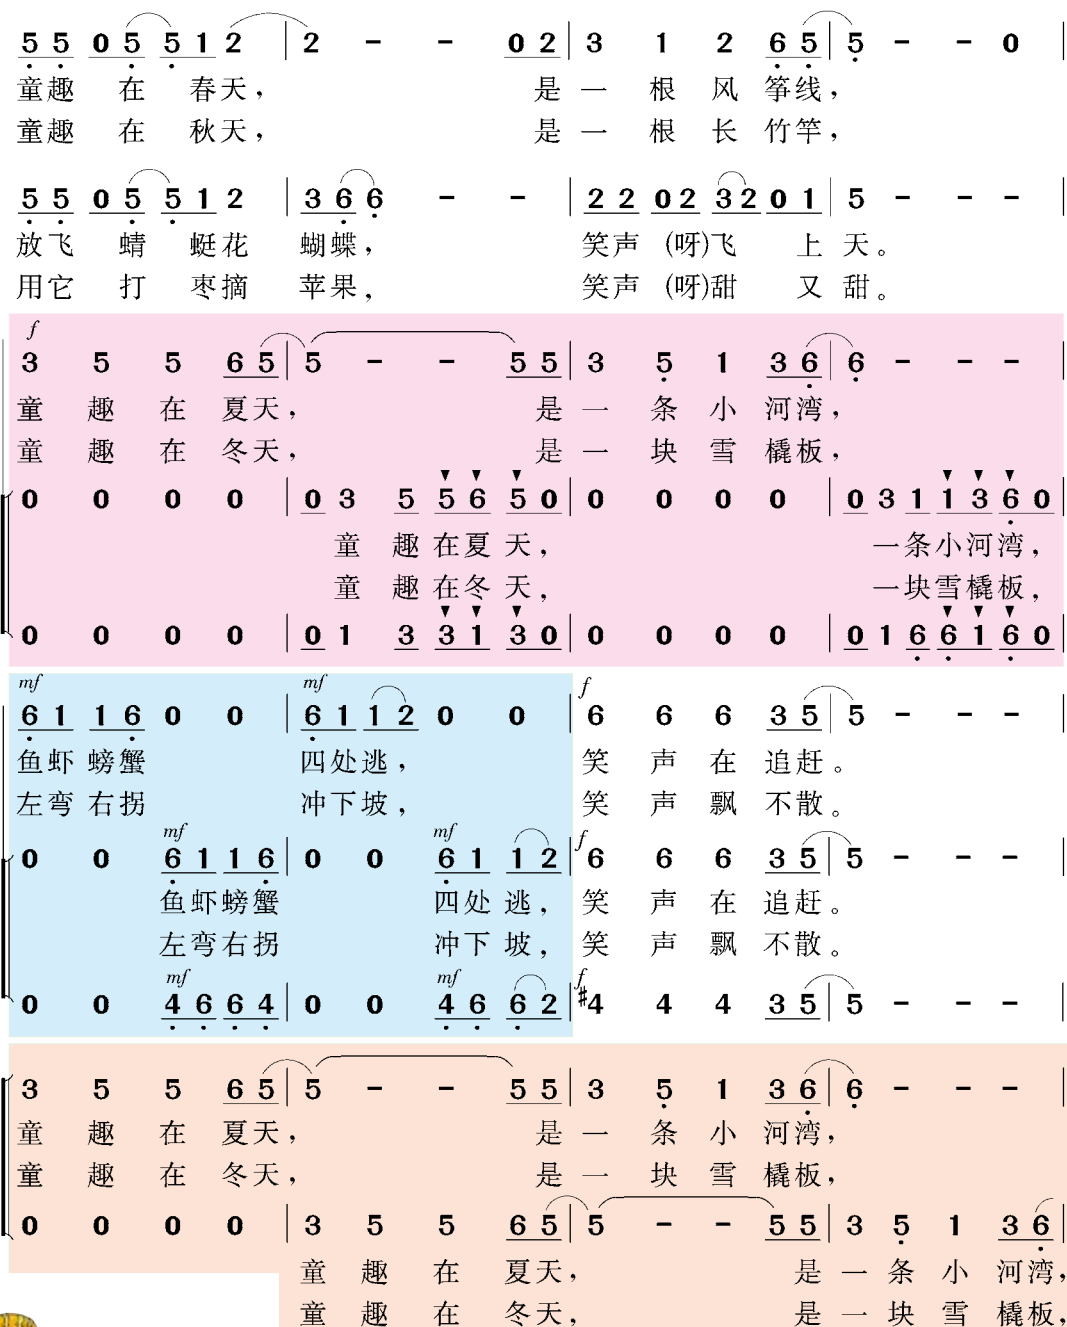 5 5 0 5 5 1 2 | 2 - - 0 2 | 3 1 2 6 5 | 5 - - 0 |
童趣 在 春天， 是 一 根 风 筝线，
童趣 在 秋天， 是 一 根 长 竹竿，
5 5 0 5 5 1 2 | 3 6 6 - - | 2 2 0 2 3 2 0 1 | 5 - - - |
放飞 蜻 蜓花 蝴蝶， 笑声 (呀)飞 上 天。
用它 打 枣摘 苹果， 笑声 (呀)甜 又 甜。
f
3 5 5 6 5 | 5 - - 5 5 | 3 5 1 3 6 | 6 - - - |
童 趣 在 夏天， 是 一 条 小 河湾，
童 趣 在 冬天， 是 一 块 雪 橇板，
0 0 0 0 | 0 3 5 5 6 5 0 | 0 0 0 0 | 0 3 1 1 3 6 0 |
童 趣 在夏 天， 一条小河湾，
童 趣 在冬 天， 一块雪橇板，
0 0 0 0 | 0 1 3 3 1 3 0 | 0 0 0 0 | 0 1 6 6 1 6 0 |
mf mf f
6 1 1 6 0 0 | 6 1 1 2 0 0 | 6 6 6 3 5 | 5 - - - |
鱼虾 螃蟹 四处逃， 笑 声 在 追赶。
左弯 右拐 冲下坡， 笑 声 飘 不散。
mf mf f
0 0 6 1 1 6 | 0 0 6 1 1 2 | 6 6 6 3 5 | 5 - - - |
鱼虾螃蟹 四处 逃， 笑 声 在 追赶。
左弯右拐 冲下 坡， 笑 声 飘 不散。
mf mf f
0 0 4 6 6 4 | 0 0 4 6 6 2 | ♯4 4 4 3 5 | 5 - - - |
3 5 5 6 5 | 5 - - 5 5 | 3 5 1 3 6 | 6 - - - |
童 趣 在 夏天， 是 一 条 小 河湾，
童 趣 在 冬天， 是 一 块 雪 橇板，
0 0 0 0 | 3 5 5 6 5 | 5 - - 5 5 | 3 5 1 3 6 |
童 趣 在 夏天， 是 一 条 小 河湾，
童 趣 在 冬天， 是 一 块 雪 橇板，